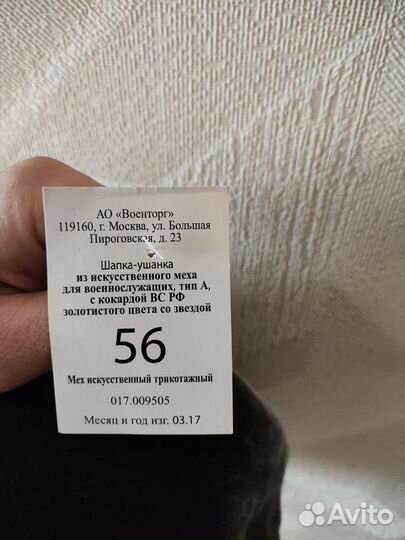 АО «Военторг»
119160, г. Москва, ул. Большая
Пироговская, д. 23
Шапка-ушанка
из искусственного меха
для военнослужащих, тип А,
с кокардой ВС РФ
золотистого цвета со звездой
56
Мех искусственный трикотажный
017.009505
Месяц и год изг. 03.17
Avito